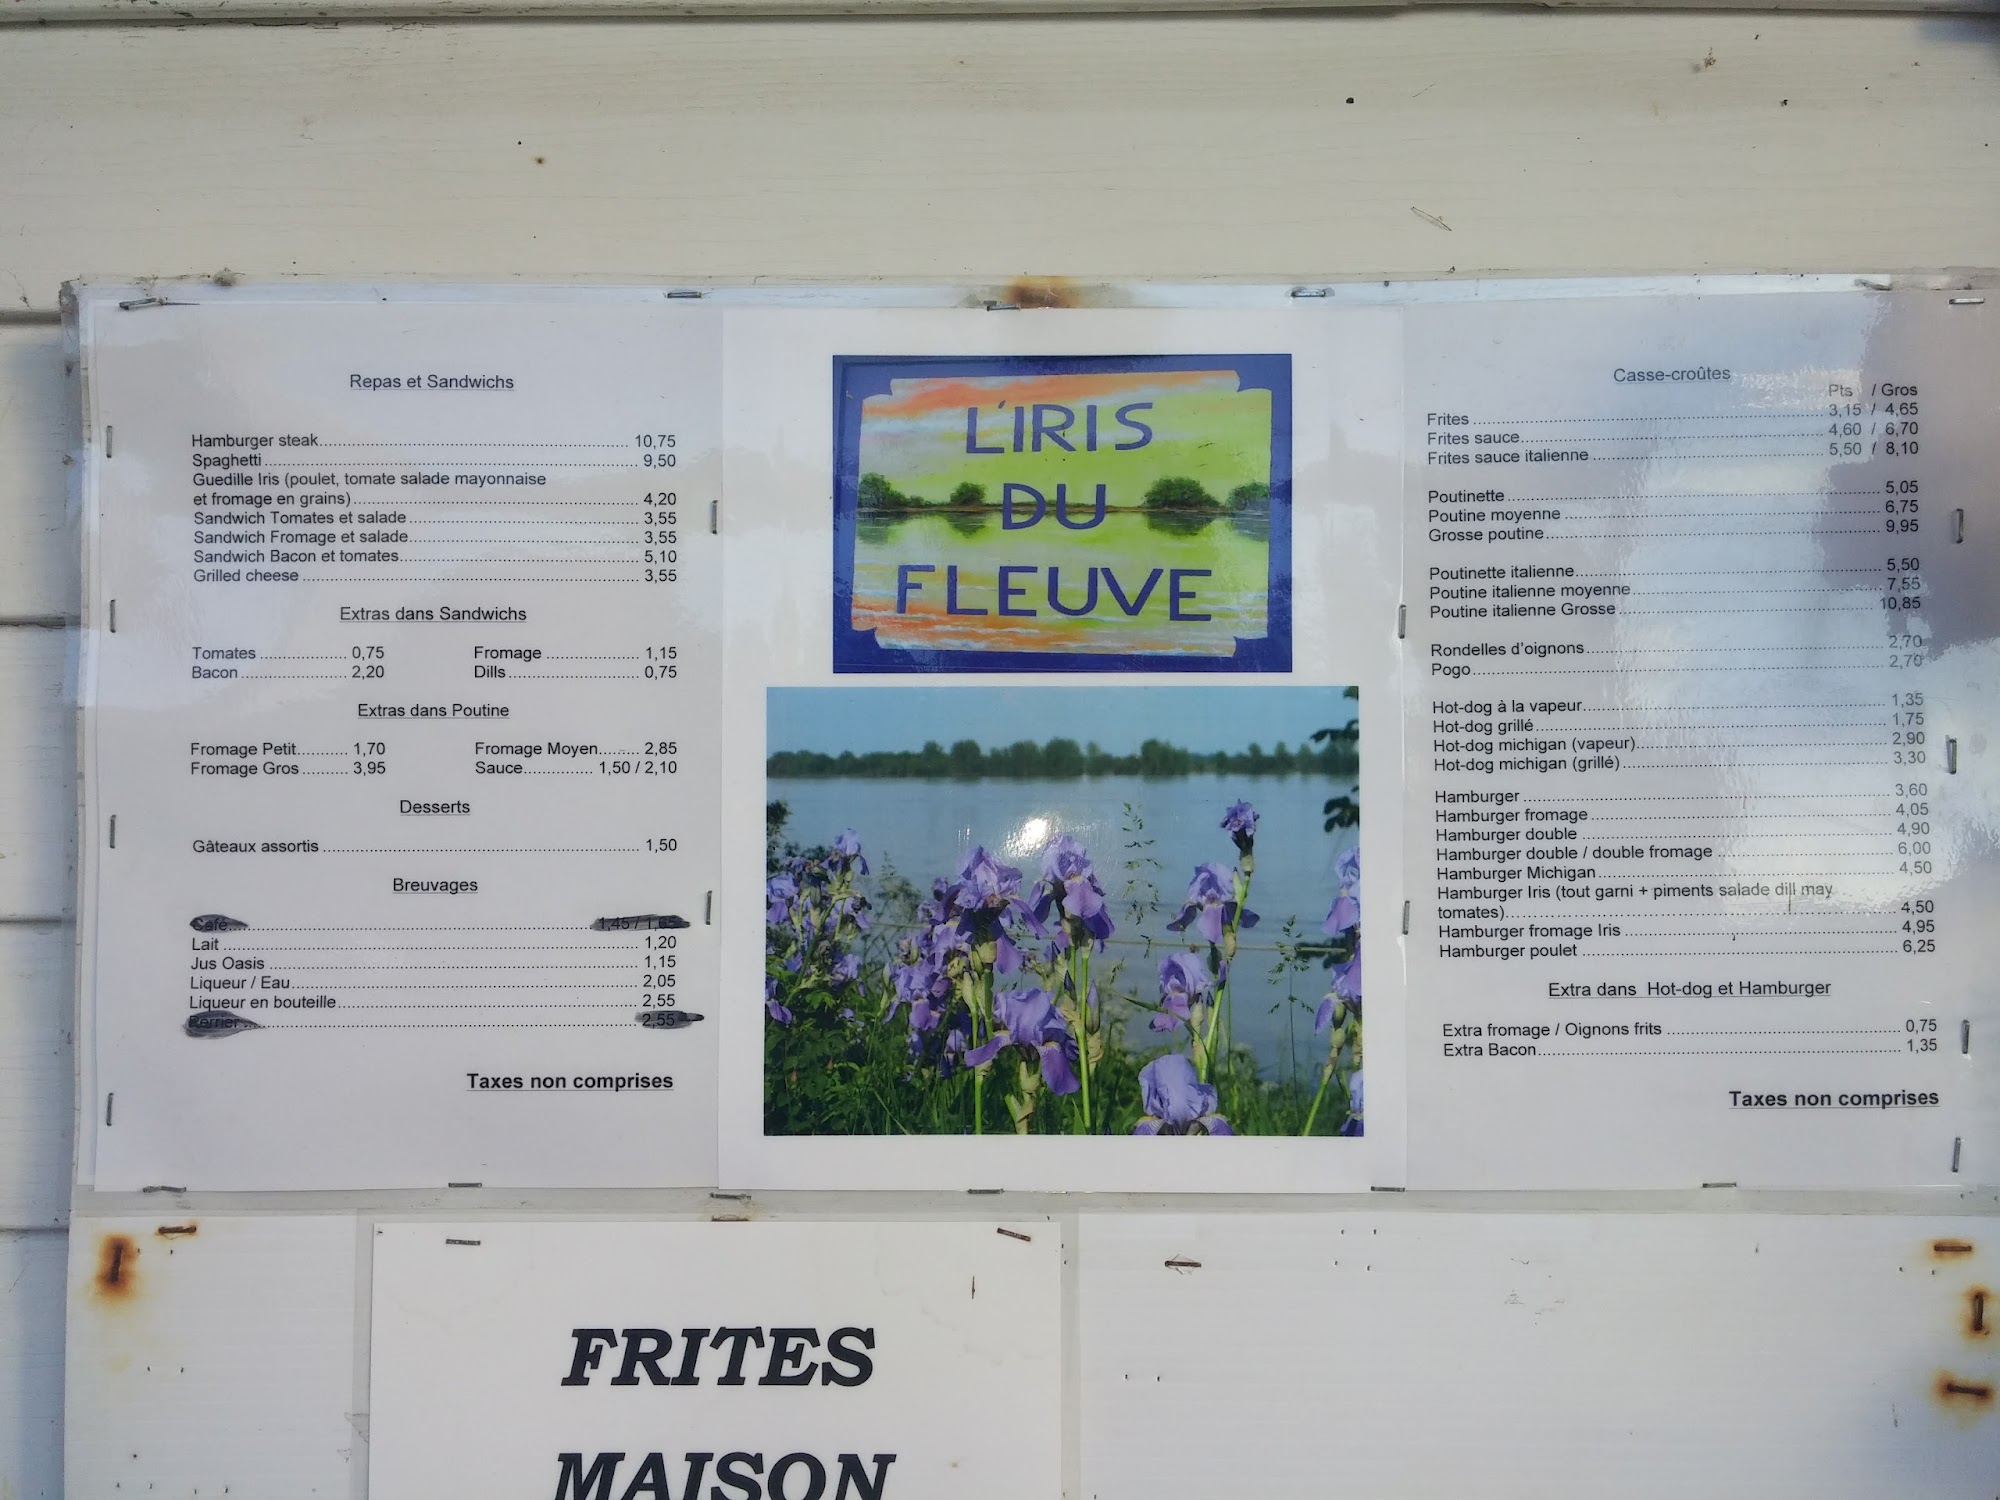 Repas et Sandwichs
Hamburger steak 10,75
Spaghetti 9,50
Guedille Iris (poulet, tomate salade mayonnaise
et fromage en grains) 4,20
Sandwich Tomates et salade 3,55
Sandwich Fromage et salade 3,55
Sandwich Bacon et tomates 5,10
Grilled cheese 3,55
Extras dans Sandwichs
Tomates 0,75 Fromage 1,15
Bacon 2,20 Dills 0,75
Extras dans Poutine
Fromage Petit 1,70 Fromage Moyen 2,85
Fromage Gros 3,95 Sauce 1,50 / 2,10
Desserts
Gâteaux assortis 1,50
Breuvages
Café 1,45 / 1,65
Lait 1,20
Jus Oasis 1,15
Liqueur / Eau 2,05
Liqueur en bouteille 2,55
Perrier 2,55
Taxes non comprises
L'IRIS
DU
FLEUVE
Casse-croûtes
Pts / Gros
Frites 3,15 / 4,65
Frites sauce 4,60 / 6,70
Frites sauce italienne 5,50 / 8,10
Poutinette 5,05
Poutine moyenne 6,75
Grosse poutine 9,95
Poutinette italienne 5,50
Poutine italienne moyenne 7,55
Poutine italienne Grosse 10,85
Rondelles d'oignons 2,70
Pogo 2,70
Hot-dog à la vapeur 1,35
Hot-dog grillé 1,75
Hot-dog michigan (vapeur) 2,90
Hot-dog michigan (grillé) 3,30
Hamburger 3,60
Hamburger fromage 4,05
Hamburger double 4,90
Hamburger double / double fromage 6,00
Hamburger Michigan 4,50
Hamburger Iris (tout garni + piments salade dill may
tomates) 4,50
Hamburger fromage Iris 4,95
Hamburger poulet 6,25
Extra dans Hot-dog et Hamburger
Extra fromage / Oignons frits 0,75
Extra Bacon 1,35
Taxes non comprises
FRITES
MAISON